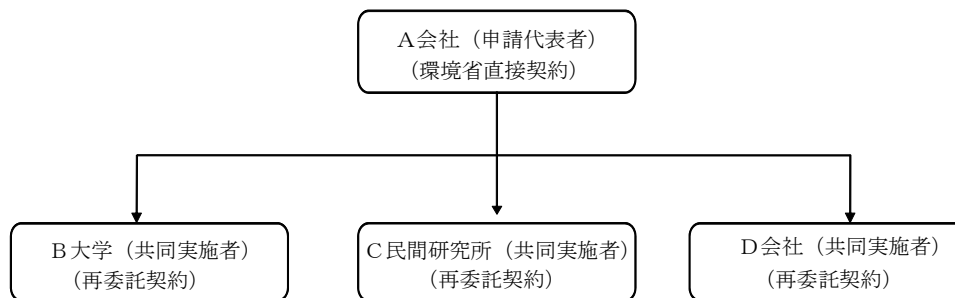 A会社（申請代表者）
（環境省直接契約）
B大学（共同実施者）
（再委託契約）
C民間研究所（共同実施者）
（再委託契約）
D会社（共同実施者）
（再委託契約）